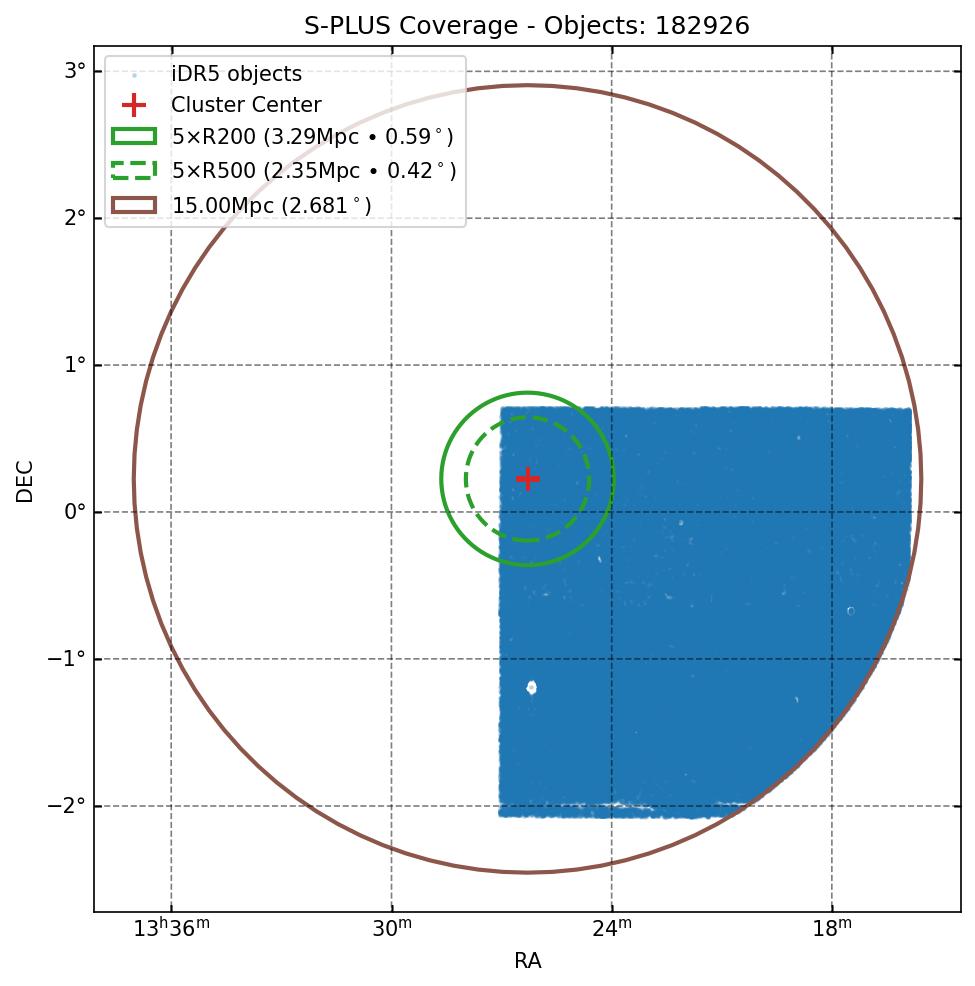 S-PLUS Coverage - Objects: 182926
iDR5 objects
Cluster Center
5×R200 (3.29Mpc • 0.59°)
5×R500 (2.35Mpc • 0.42°)
15.00Mpc (2.681°)
3°
2°
1°
0°
−1°
−2°
DEC
13ʰ36ᵐ 30ᵐ 24ᵐ 18ᵐ
RA